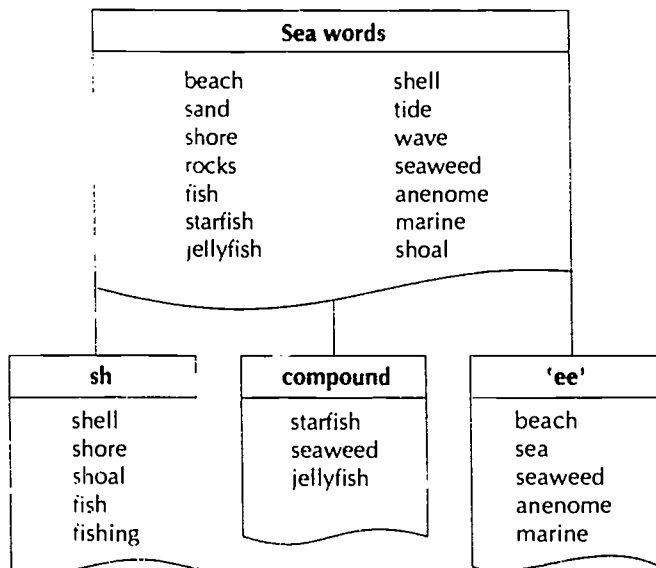 Sea words
beach shell
sand tide
shore wave
rocks seaweed
fish anenome
starfish marine
jellyfish shoal
sh
shell
shore
shoal
fish
fishing
compound
starfish
seaweed
jellyfish
'ee'
beach
sea
seaweed
anenome
marine